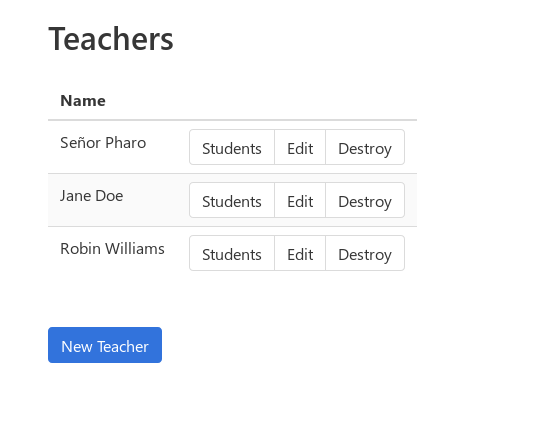 Teachers
Name
Señor Pharo Students Edit Destroy
Jane Doe Students Edit Destroy
Robin Williams Students Edit Destroy
New Teacher